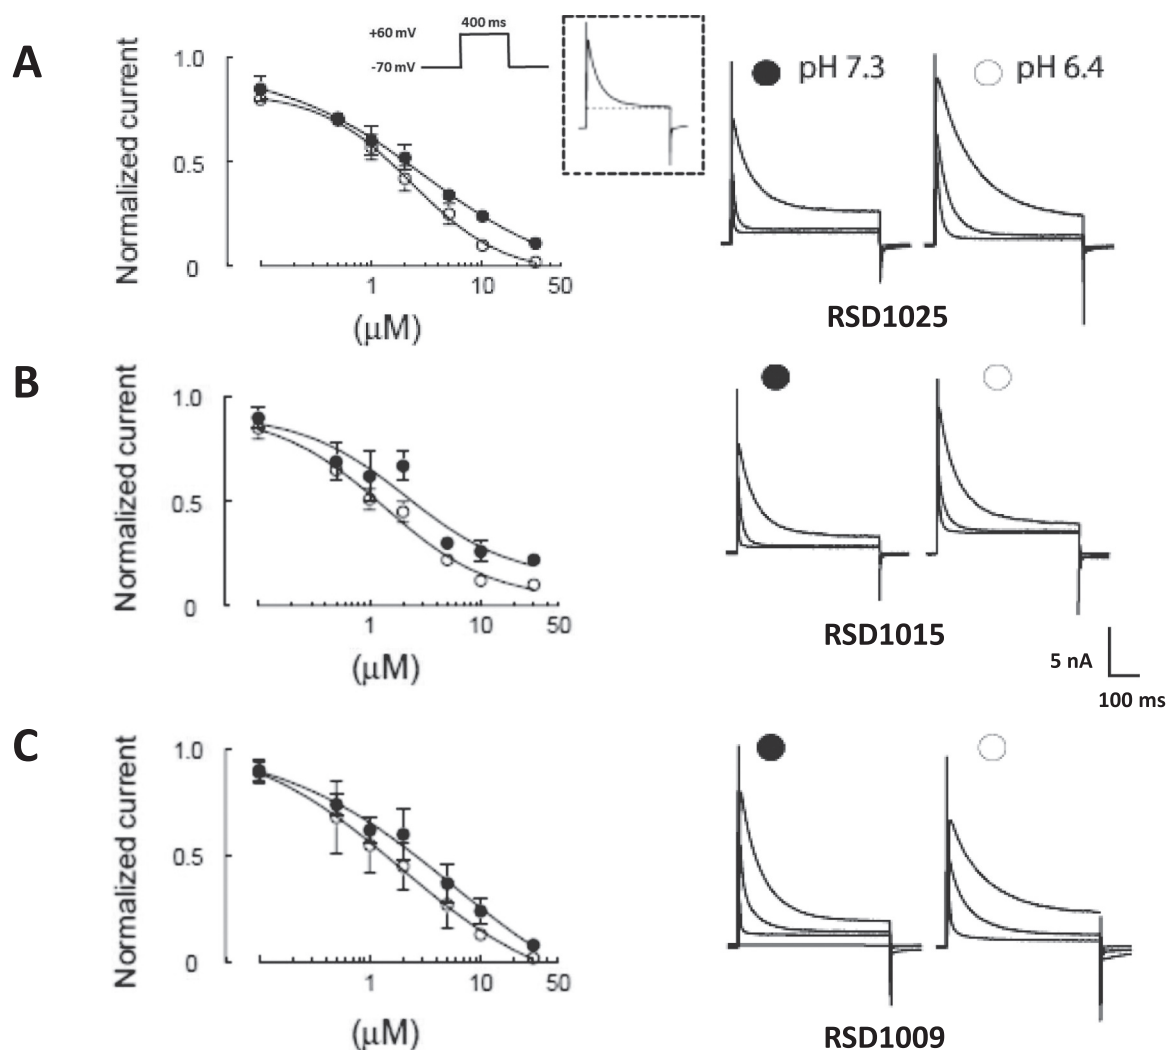 A
+60 mV
400 ms
-70 mV
pH 7.3
pH 6.4
Normalized current
1.0
0.5
0
1
10
50
(μM)
RSD1025
B
Normalized current
1.0
0.5
0
1
10
50
(μM)
RSD1015
5 nA
100 ms
C
Normalized current
1.0
0.5
0
1
10
50
(μM)
RSD1009